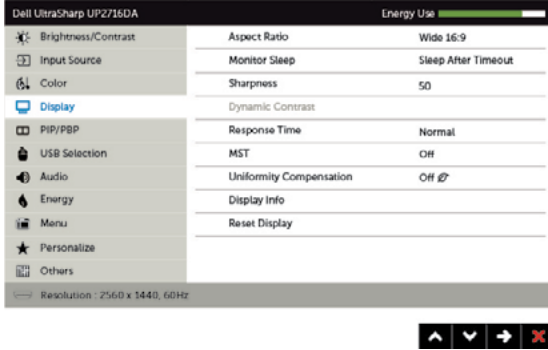 Dell UltraSharp UP2716DA
Energy Use
Brightness/Contrast
Aspect Ratio
Wide 16:9
Input Source
Monitor Sleep
Sleep After Timeout
Color
Sharpness
50
Display
Dynamic Contrast
PIP/PBP
Response Time
Normal
USB Selection
MST
Off
Audio
Uniformity Compensation
Off
Energy
Display Info
Menu
Reset Display
Personalize
Others
Resolution : 2560 x 1440, 60Hz